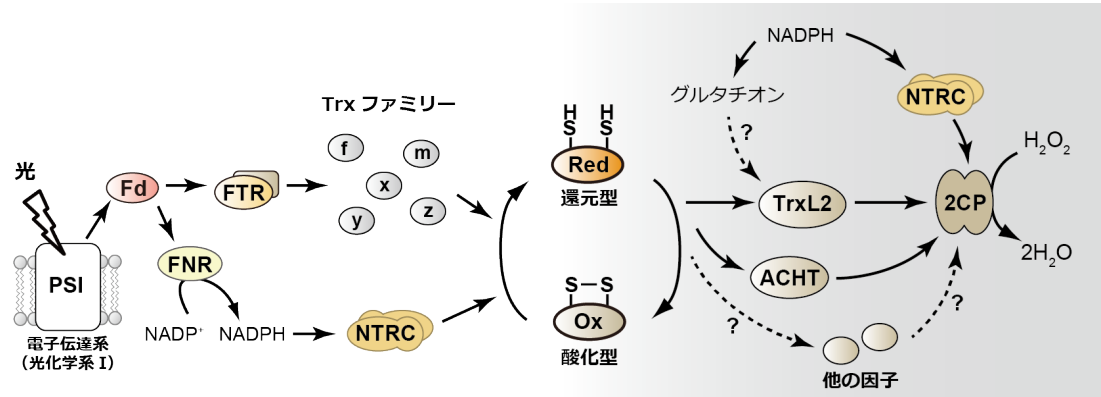 光
PSI
電子伝達系
（光化学系 I）
Fd
FTR
FNR
NADP⁺
NADPH
NTRC
Trx ファミリー
f
m
x
y
z
H H
S S
Red
還元型
S－S
Ox
酸化型
NADPH
グルタチオン
?
NTRC
TrxL2
ACHT
?
他の因子
?
2CP
H₂O₂
2H₂O